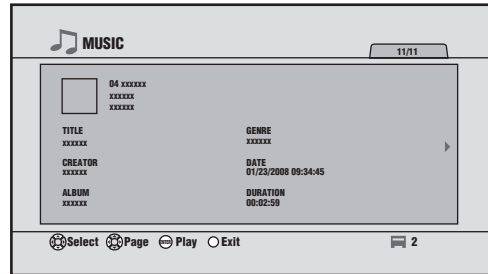 MUSIC
11/11
04 xxxxxx
xxxxxx
xxxxxx
TITLE
xxxxxx
GENRE
xxxxxx
CREATOR
xxxxxx
DATE
01/23/2008 09:34:45
ALBUM
xxxxxx
DURATION
00:02:59
Select Page Play Exit
2